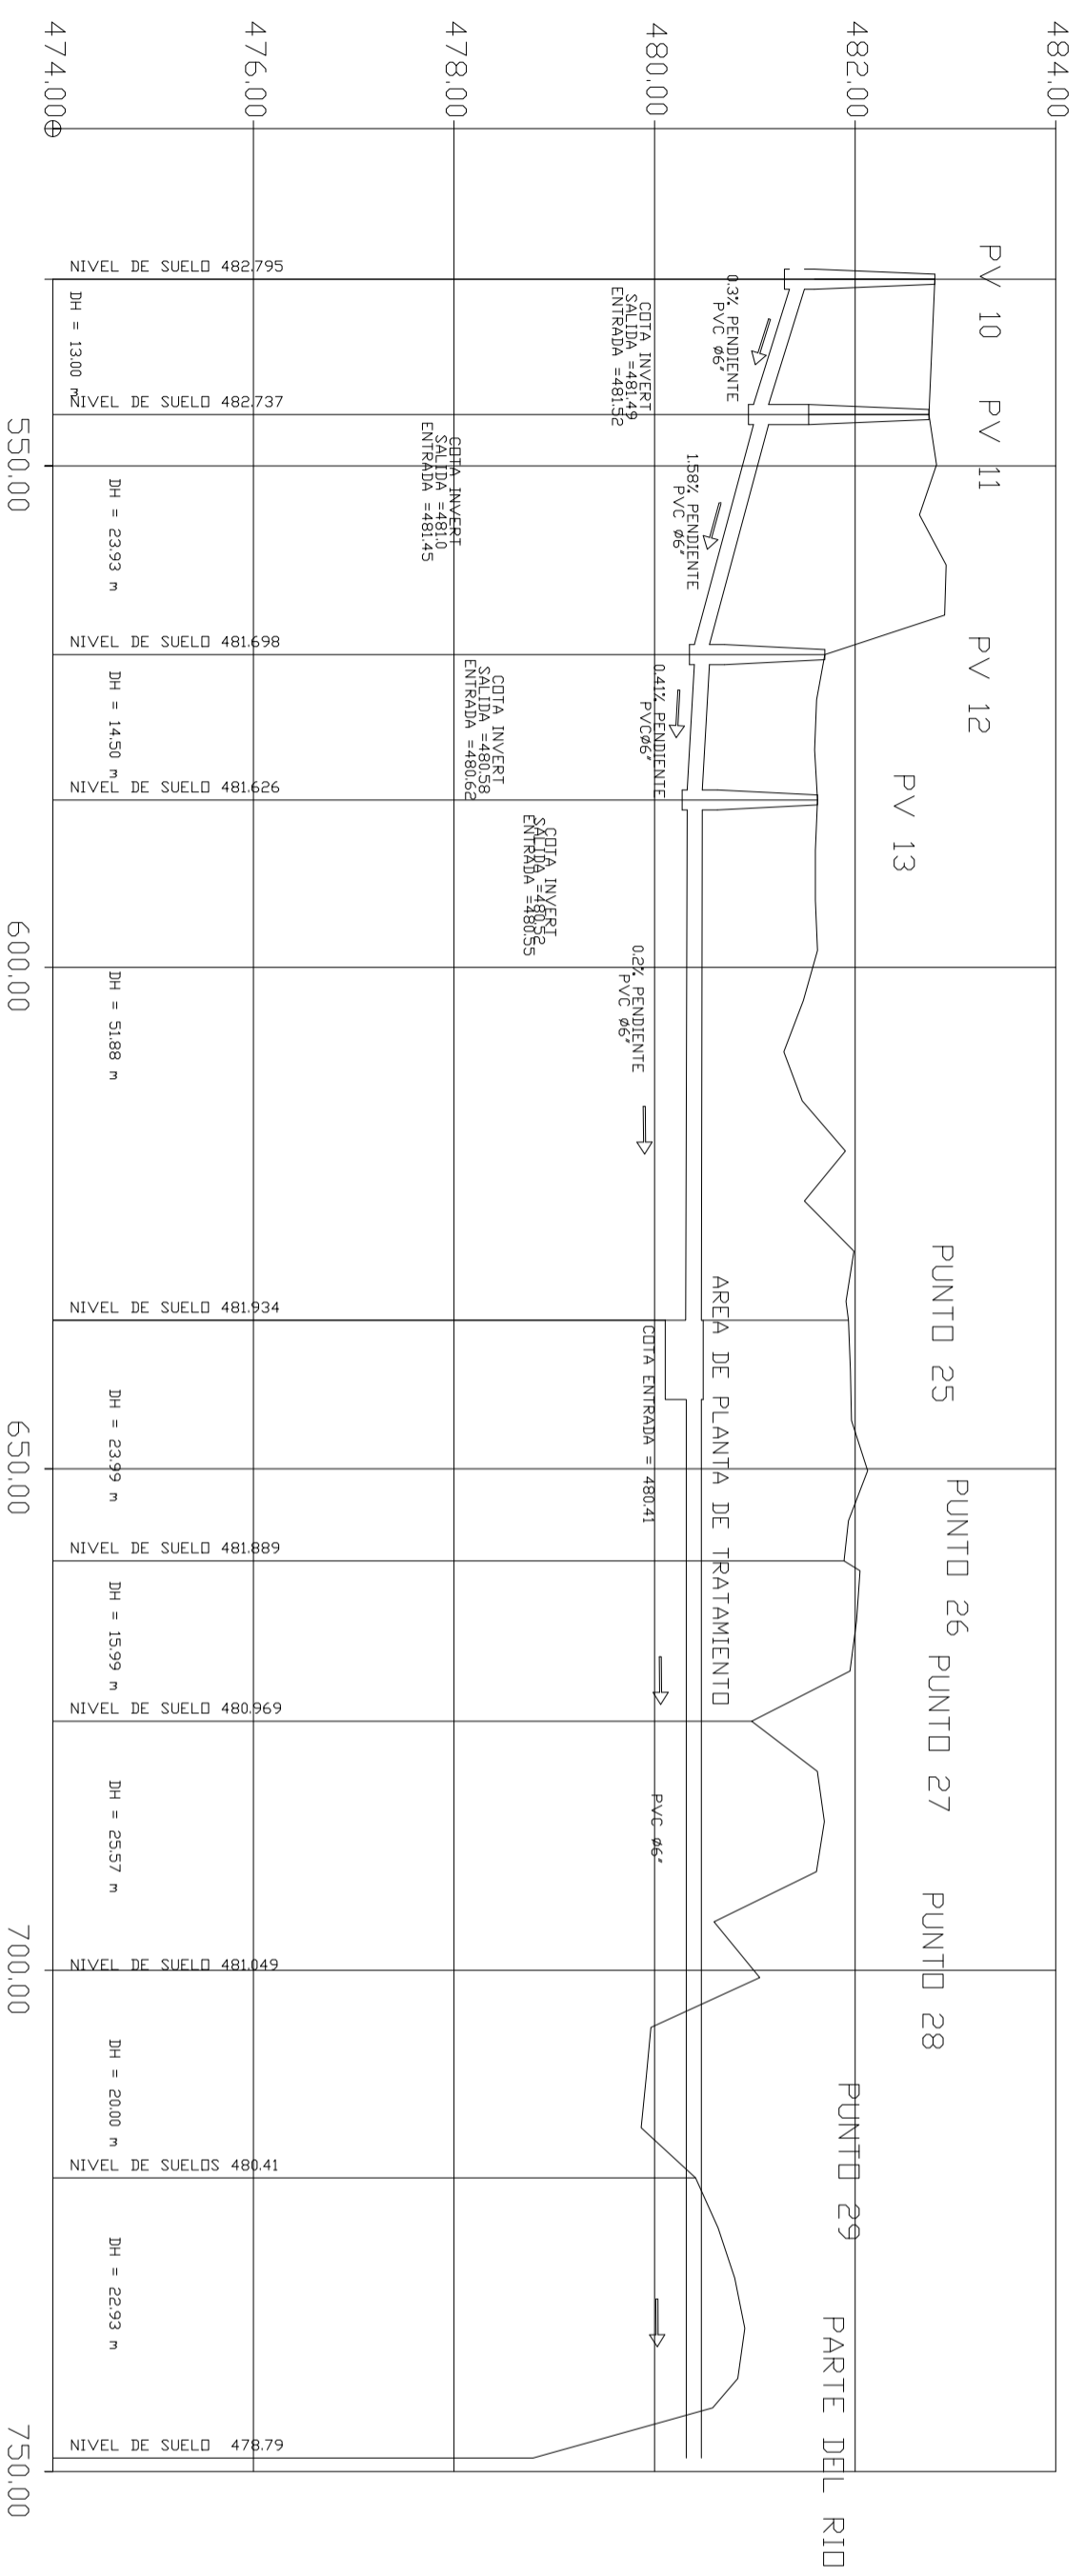 484.00
482.00
480.00
478.00
476.00
474.00
PV 10
PV 11
PV 12
PV 13
PUNTO 25
PUNTO 26
PUNTO 27
PUNTO 28
PUNTO 29
PARTE DEL RIO
0.3% PENDIENTE
PVC Ø6"
COTA INVERT
SALIDA =481.49
ENTRADA =481.52
1.58% PENDIENTE
PVC Ø6"
COTA INVERT
SALIDA =481.0
ENTRADA =481.45
0.41% PENDIENTE
PVCØ6"
COTA INVERT
SALIDA =480.58
ENTRADA =480.62
COTA INVERT
SALIDA =480.52
ENTRADA =480.55
0.2% PENDIENTE
PVC Ø6"
AREA DE PLANTA DE TRATAMIENTO
COTA ENTRADA = 480.41
PVC Ø6"
NIVEL DE SUELO 482.795
NIVEL DE SUELO 482.737
NIVEL DE SUELO 481.698
NIVEL DE SUELO 481.626
NIVEL DE SUELO 481.934
NIVEL DE SUELO 481.889
NIVEL DE SUELO 480.969
NIVEL DE SUELO 481.049
NIVEL DE SUELOS 480.41
NIVEL DE SUELO 478.79
DH = 13.00 m
DH = 23.93 m
DH = 14.50 m
DH = 51.88 m
DH = 23.99 m
DH = 15.99 m
DH = 25.57 m
DH = 20.00 m
DH = 22.93 m
550.00
600.00
650.00
700.00
750.00